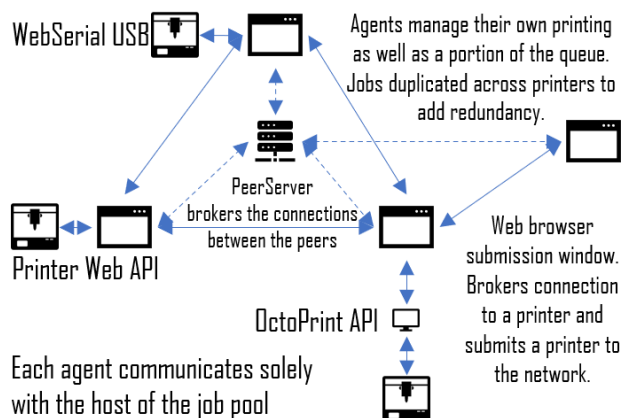 WebSerial USB
Agents manage their own printing
as well as a portion of the queue.
Jobs duplicated across printers to
add redundancy.
PeerServer
brokers the connections
between the peers
Printer Web API
Web browser
submission window.
Brokers connection
to a printer and
submits a printer to
the network.
OctoPrint API
Each agent communicates solely
with the host of the job pool